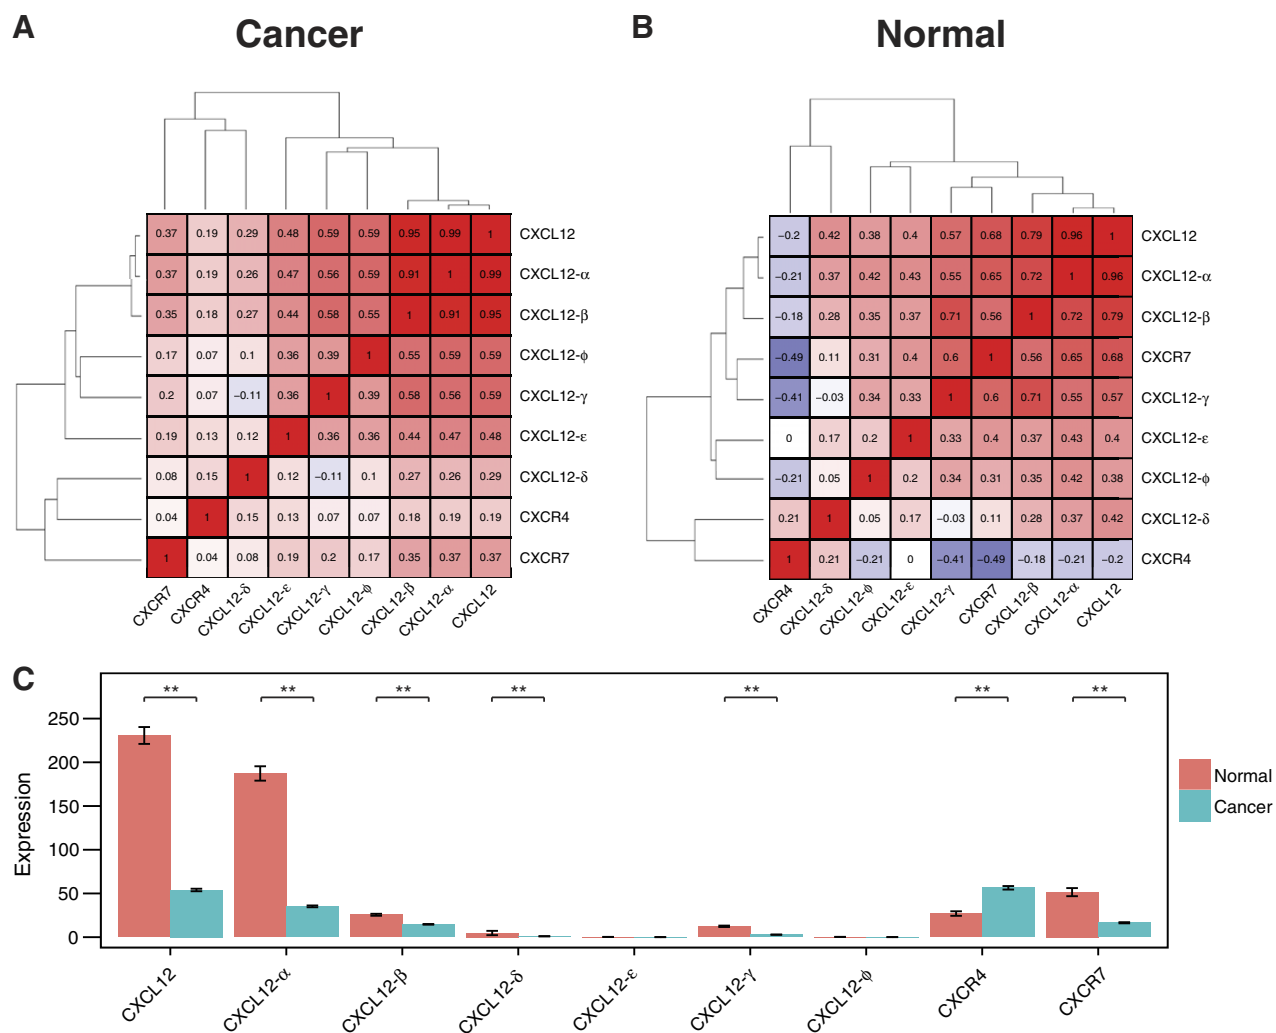 A Cancer
0.37 0.19 0.29 0.48 0.59 0.59 0.95 0.99 1 CXCL12
0.37 0.19 0.26 0.47 0.56 0.59 0.91 1 0.99 CXCL12-α
0.35 0.18 0.27 0.44 0.58 0.55 1 0.91 0.95 CXCL12-β
0.17 0.07 0.1 0.36 0.39 1 0.55 0.59 0.59 CXCL12-ϕ
0.2 0.07 −0.11 0.36 1 0.39 0.58 0.56 0.59 CXCL12-γ
0.19 0.13 0.12 1 0.36 0.36 0.44 0.47 0.48 CXCL12-ε
0.08 0.15 1 0.12 −0.11 0.1 0.27 0.26 0.29 CXCL12-δ
0.04 1 0.15 0.13 0.07 0.07 0.18 0.19 0.19 CXCR4
1 0.04 0.08 0.19 0.2 0.17 0.35 0.37 0.37 CXCR7
CXCR7 CXCR4 CXCL12-δ CXCL12-ε CXCL12-γ CXCL12-ϕ CXCL12-β CXCL12-α CXCL12
B Normal
−0.2 0.42 0.38 0.4 0.57 0.68 0.79 0.96 1 CXCL12
−0.21 0.37 0.42 0.43 0.55 0.65 0.72 1 0.96 CXCL12-α
−0.18 0.28 0.35 0.37 0.71 0.56 1 0.72 0.79 CXCL12-β
−0.49 0.11 0.31 0.4 0.6 1 0.56 0.65 0.68 CXCR7
−0.41 −0.03 0.34 0.33 1 0.6 0.71 0.55 0.57 CXCL12-γ
0 0.17 0.2 1 0.33 0.4 0.37 0.43 0.4 CXCL12-ε
−0.21 0.05 1 0.2 0.34 0.31 0.35 0.42 0.38 CXCL12-ϕ
0.21 1 0.05 0.17 −0.03 0.11 0.28 0.37 0.42 CXCL12-δ
1 0.21 −0.21 0 −0.41 −0.49 −0.18 −0.21 −0.2 CXCR4
CXCR4 CXCL12-δ CXCL12-ϕ CXCL12-ε CXCL12-γ CXCR7 CXCL12-β CXCL12-α CXCL12
C
** ** ** ** ** ** **
Expression
250
200
150
100
50
0
CXCL12 CXCL12-α CXCL12-β CXCL12-δ CXCL12-ε CXCL12-γ CXCL12-ϕ CXCR4 CXCR7
Normal
Cancer